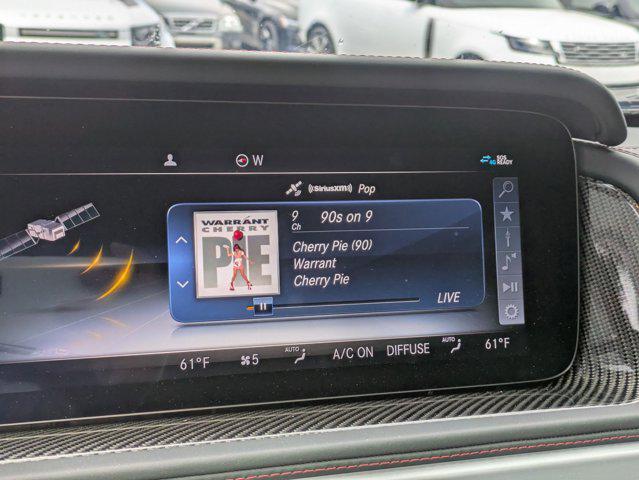 W
4G SOS READY
((SiriusXM)) Pop
WARRANT
CHERRY
PIE
9 90s on 9
Ch
Cherry Pie (90)
Warrant
Cherry Pie
LIVE
61°F 5 AUTO A/C ON DIFFUSE AUTO 61°F